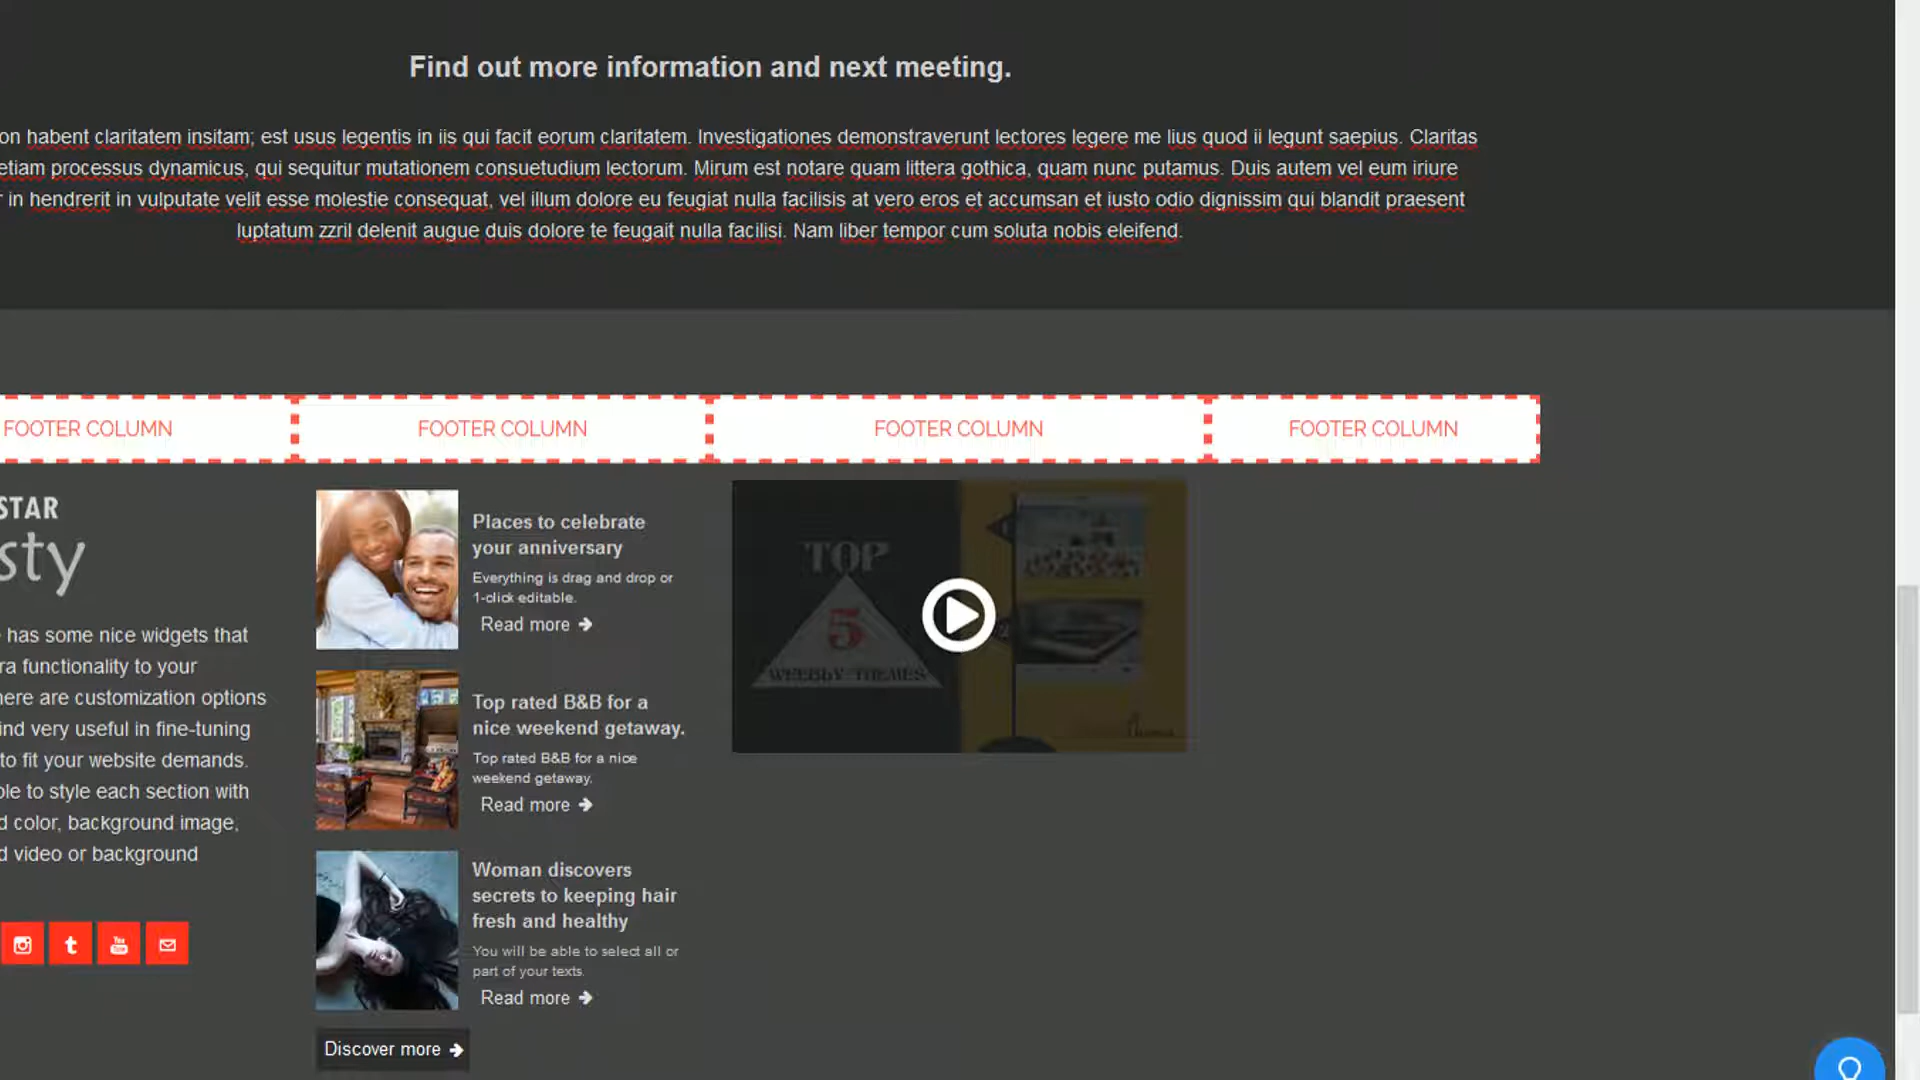 Find out more information and next meeting.
on habent claritatem insitam; est usus legentis in iis qui facit eorum claritatem. Investigationes demonstraverunt lectores legere me lius quod ii legunt saepius. Claritas
etiam processus dynamicus, qui sequitur mutationem consuetudium lectorum. Mirum est notare quam littera gothica, quam nunc putamus. Duis autem vel eum iriure
r in hendrerit in vulputate velit esse molestie consequat, vel illum dolore eu feugiat nulla facilisis at vero eros et accumsan et iusto odio dignissim qui blandit praesent
luptatum zzril delenit augue duis dolore te feugait nulla facilisi. Nam liber tempor cum soluta nobis eleifend.
FOOTER COLUMN
FOOTER COLUMN
FOOTER COLUMN
FOOTER COLUMN
STAR
sty
has some nice widgets that
ra functionality to your
here are customization options
ind very useful in fine-tuning
to fit your website demands.
ble to style each section with
d color, background image,
d video or background
Places to celebrate
your anniversary
Everything is drag and drop or
1-click editable.
Read more
Top rated B&B for a
nice weekend getaway.
Top rated B&B for a nice
weekend getaway.
Read more
Woman discovers
secrets to keeping hair
fresh and healthy
You will be able to select all or
part of your texts.
Read more
Discover more
TOP
5
WEEBLY THEMES
You
Tube